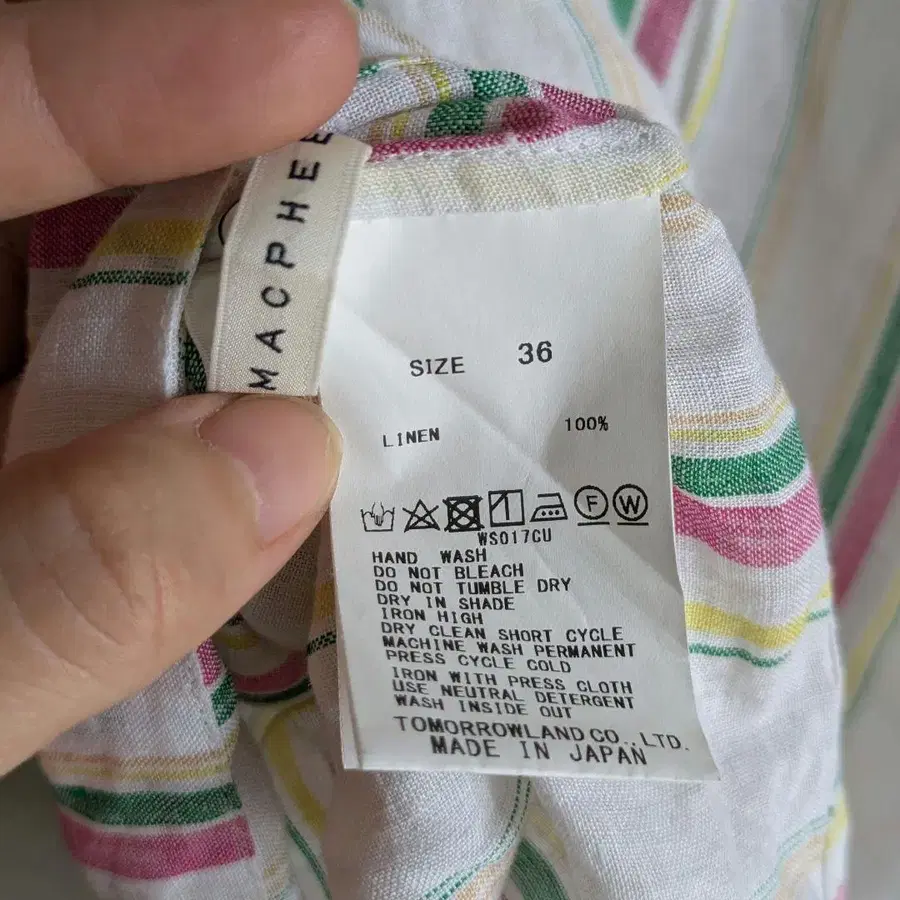 MACPHEE
SIZE 36
LINEN 100%
F W
WS017CU
HAND WASH
DO NOT BLEACH
DO NOT TUMBLE DRY
DRY IN SHADE
IRON HIGH
DRY CLEAN SHORT CYCLE
MACHINE WASH PERMANENT
PRESS CYCLE COLD
IRON WITH PRESS CLOTH
USE NEUTRAL DETERGENT
WASH INSIDE OUT
TOMORROWLAND CO., LTD.
MADE IN JAPAN